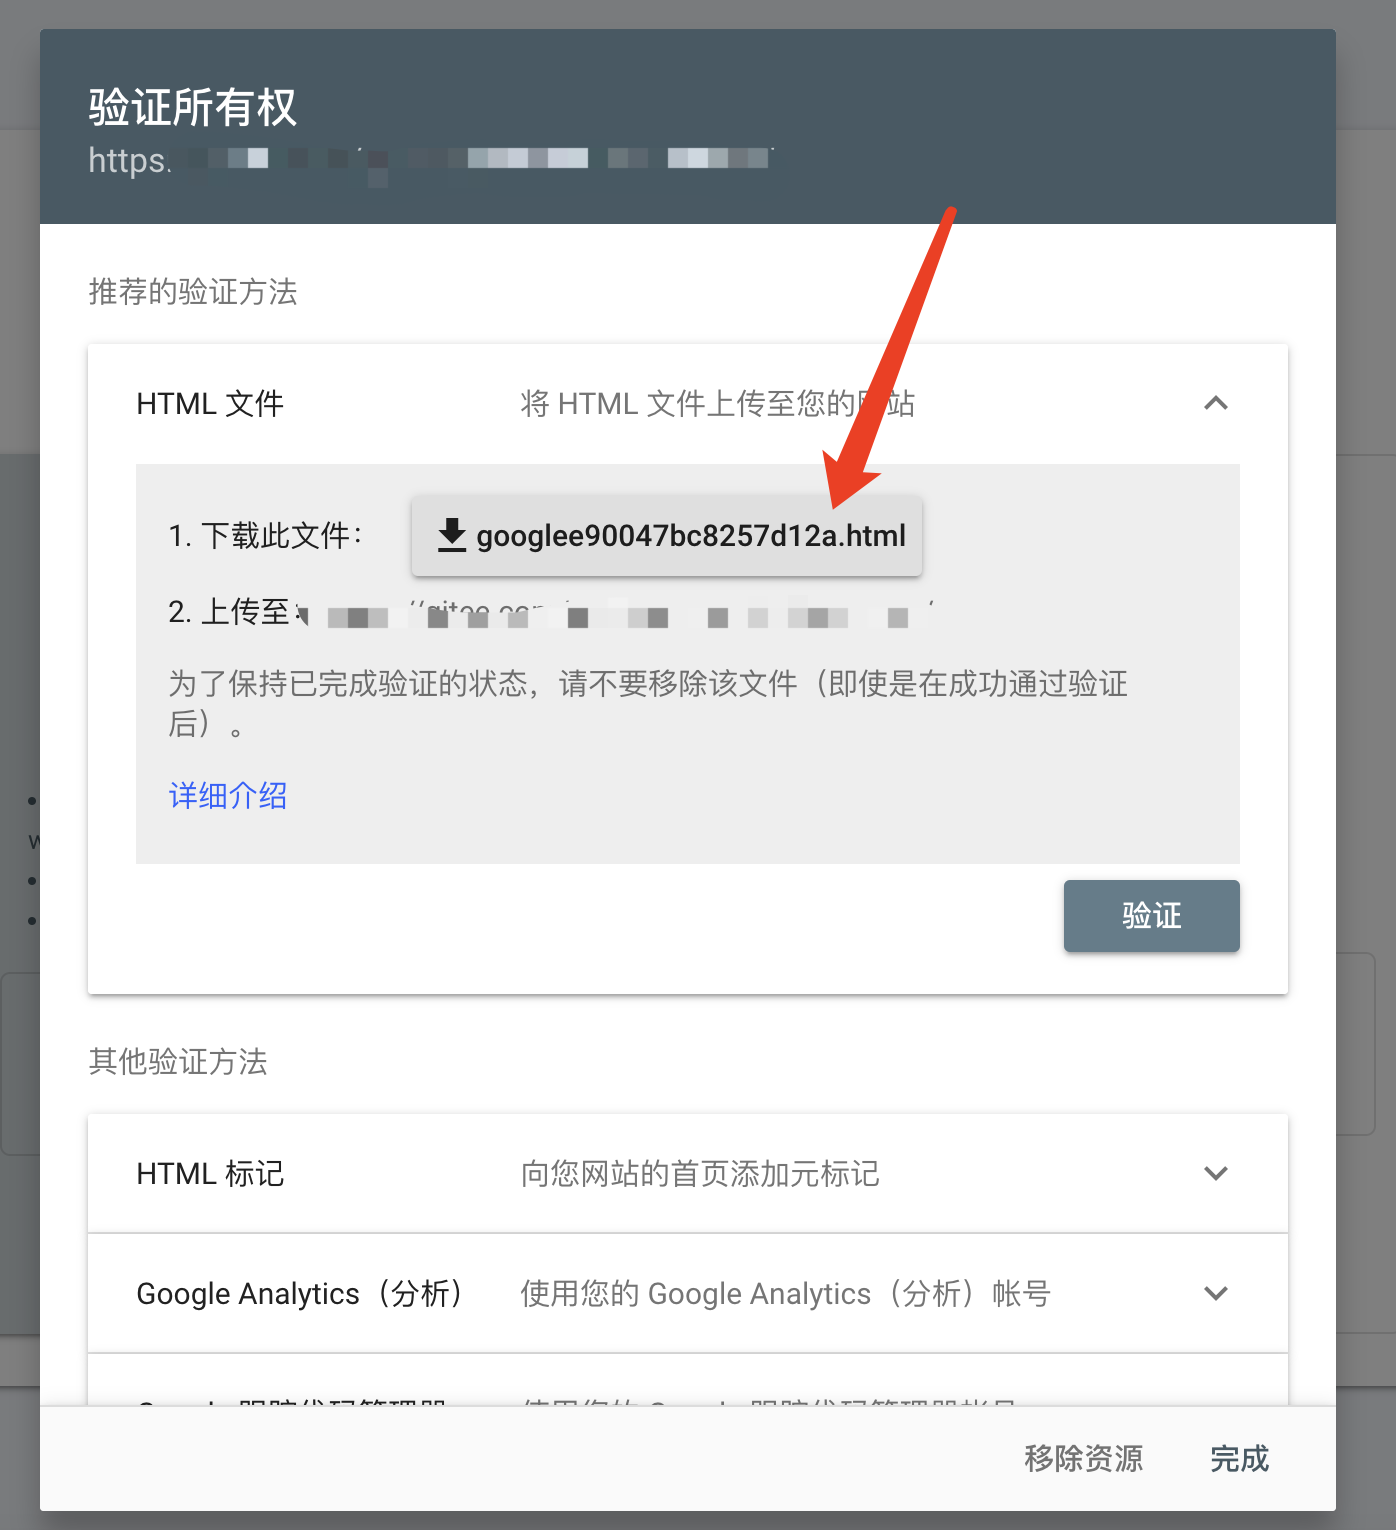 验证所有权
https:
推荐的验证方法
HTML 文件
将 HTML 文件上传至您的网站
1. 下载此文件：
googlee90047bc8257d12a.html
2. 上传至：
为了保持已完成验证的状态，请不要移除该文件（即使是在成功通过验证
后）。
详细介绍
验证
其他验证方法
HTML 标记
向您网站的首页添加元标记
Google Analytics（分析）
使用您的 Google Analytics（分析）帐号
移除资源
完成